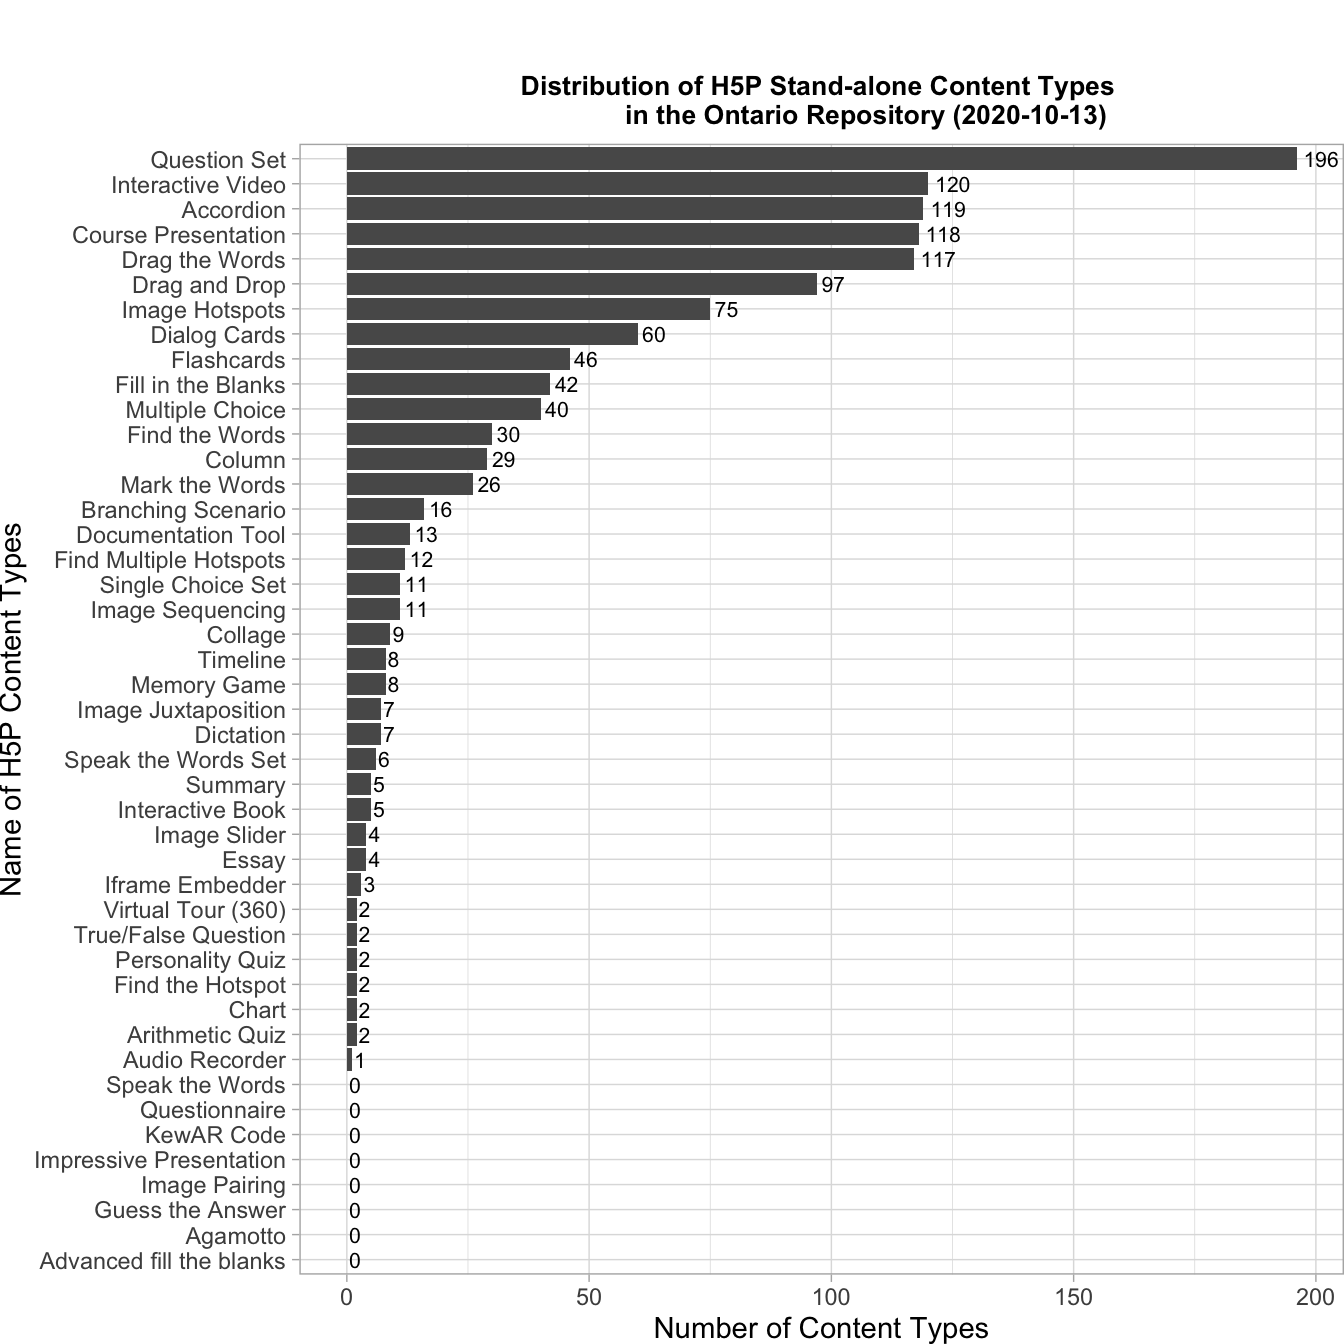 Distribution of H5P Stand-alone Content Types
in the Ontario Repository (2020-10-13)
Name of H5P Content Types
Question Set 196
Interactive Video 120
Accordion 119
Course Presentation 118
Drag the Words 117
Drag and Drop 97
Image Hotspots 75
Dialog Cards 60
Flashcards 46
Fill in the Blanks 42
Multiple Choice 40
Find the Words 30
Column 29
Mark the Words 26
Branching Scenario 16
Documentation Tool 13
Find Multiple Hotspots 12
Single Choice Set 11
Image Sequencing 11
Collage 9
Timeline 8
Memory Game 8
Image Juxtaposition 7
Dictation 7
Speak the Words Set 6
Summary 5
Interactive Book 5
Image Slider 4
Essay 4
Iframe Embedder 3
Virtual Tour (360) 2
True/False Question 2
Personality Quiz 2
Find the Hotspot 2
Chart 2
Arithmetic Quiz 2
Audio Recorder 1
Speak the Words 0
Questionnaire 0
KewAR Code 0
Impressive Presentation 0
Image Pairing 0
Guess the Answer 0
Agamotto 0
Advanced fill the blanks 0
0 50 100 150 200
Number of Content Types